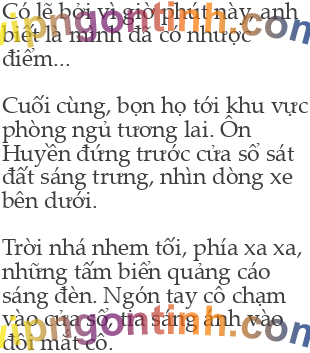 Có lẽ bởi vì giờ phút này, anh
biết là mình đã có nhược
điểm...
Cuối cùng, bọn họ tới khu vực
phòng ngủ tương lai. Ôn
Huyền đứng trước cửa sổ sát
đất sáng trưng, nhìn dòng xe
bên dưới.
Trời nhá nhem tối, phía xa xa,
những tấm biển quảng cáo
sáng đèn. Ngón tay cô chạm
vào cửa sổ, tia sáng ánh vào
đôi mắt cô.
vipngontinh.com
vipngontinh.com